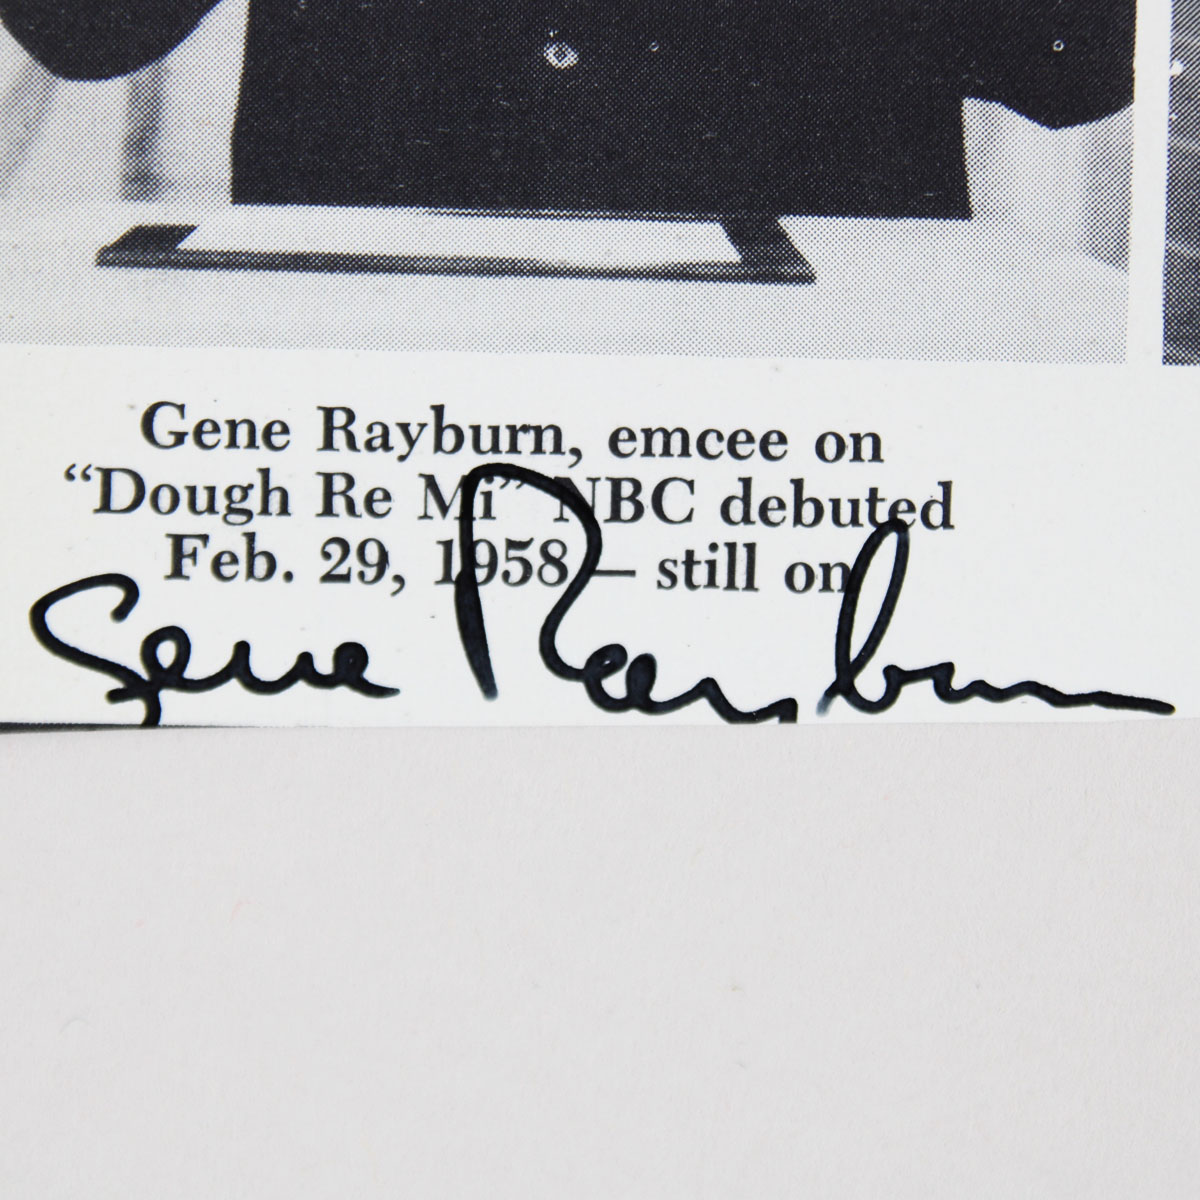 Gene Rayburn, emcee on
“Dough Re Mi” NBC debuted
Feb. 29, 1958 — still on
Gene Rayburn